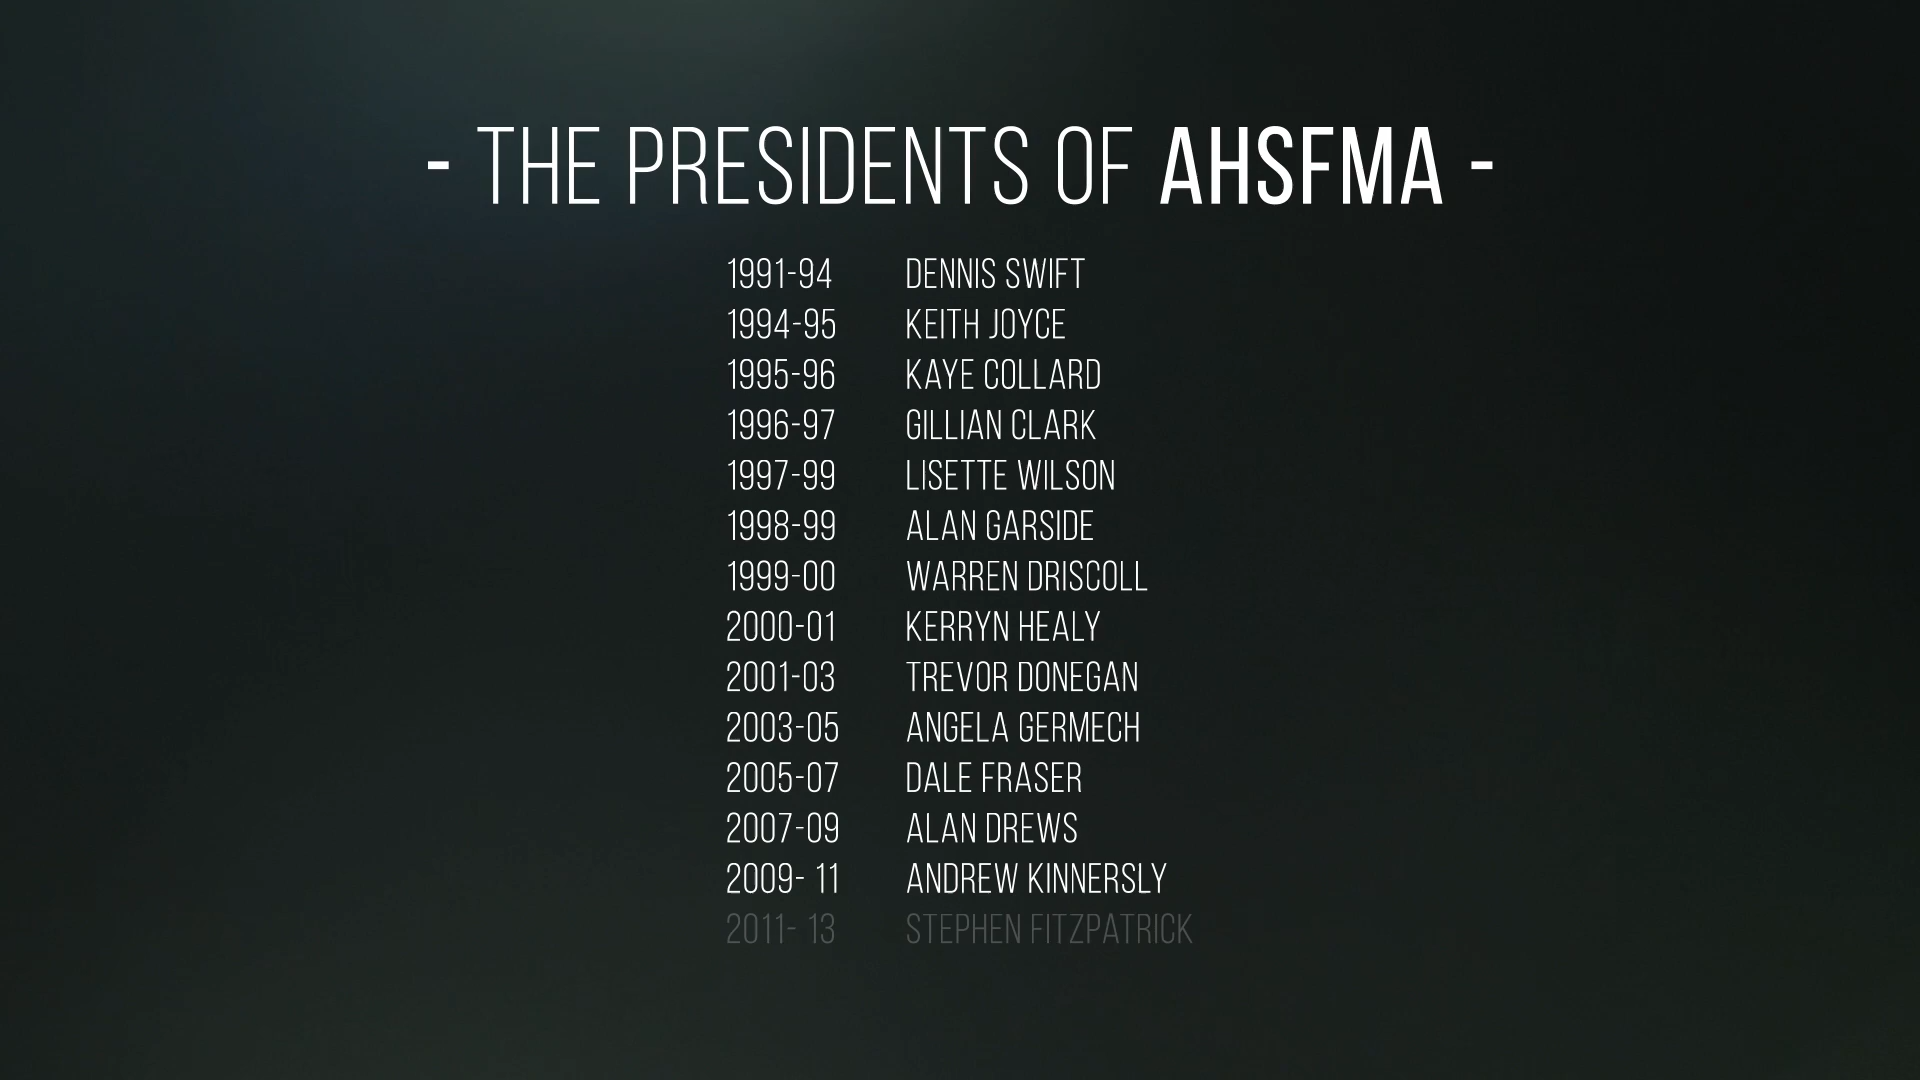 - THE PRESIDENTS OF AHSFMA -
1991-94 DENNIS SWIFT
1994-95 KEITH JOYCE
1995-96 KAYE COLLARD
1996-97 GILLIAN CLARK
1997-99 LISETTE WILSON
1998-99 ALAN GARSIDE
1999-00 WARREN DRISCOLL
2000-01 KERRYN HEALY
2001-03 TREVOR DONEGAN
2003-05 ANGELA GERMECH
2005-07 DALE FRASER
2007-09 ALAN DREWS
2009- 11 ANDREW KINNERSLY
2011- 13 STEPHEN FITZPATRICK